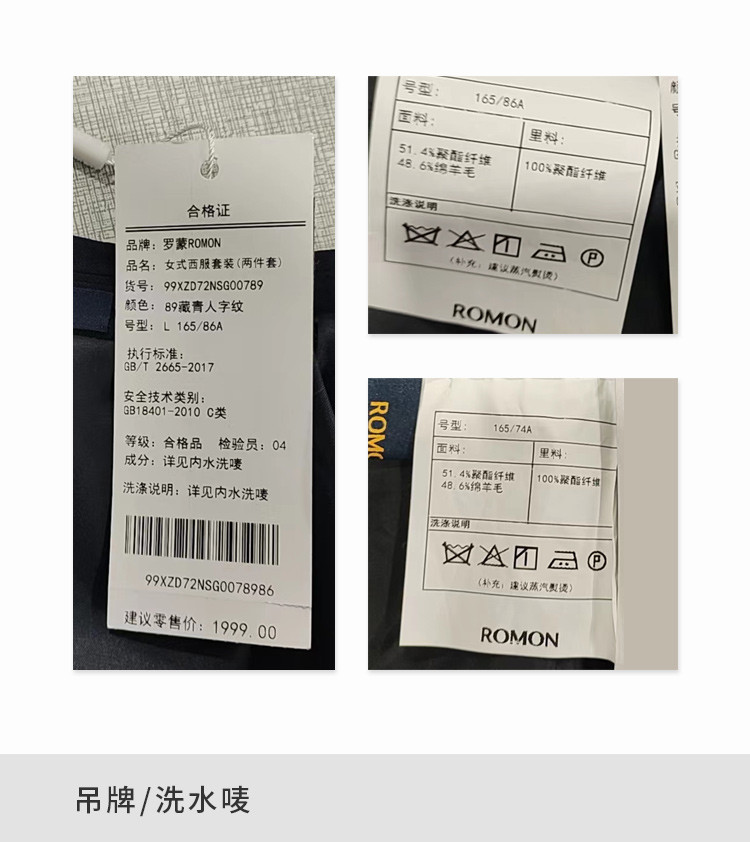 合格证
品牌: 罗蒙ROMON
品名: 女式西服套装(两件套)
货号: 99XZD72NSG00789
颜色: 89藏青人字纹
号型: L 165/86A
执行标准:
GB/T 2665-2017
安全技术类别:
GB18401-2010 C类
等级: 合格品 检验员: 04
成分: 详见内水洗唛
洗涤说明: 详见内水洗唛
99XZD72NSG0078986
建议零售价: 1999.00
号型: 165/86A
面料: 里料:
51.4%聚酯纤维 100%聚酯纤维
48.6%绵羊毛
洗涤说明
P
(补充: 建议蒸汽熨烫)
ROMON
号型: 165/74A
面料: 里料:
51.4%聚酯纤维 100%聚酯纤维
48.6%绵羊毛
洗涤说明
P
(补充: 建议蒸汽熨烫)
ROMON
吊牌/洗水唛